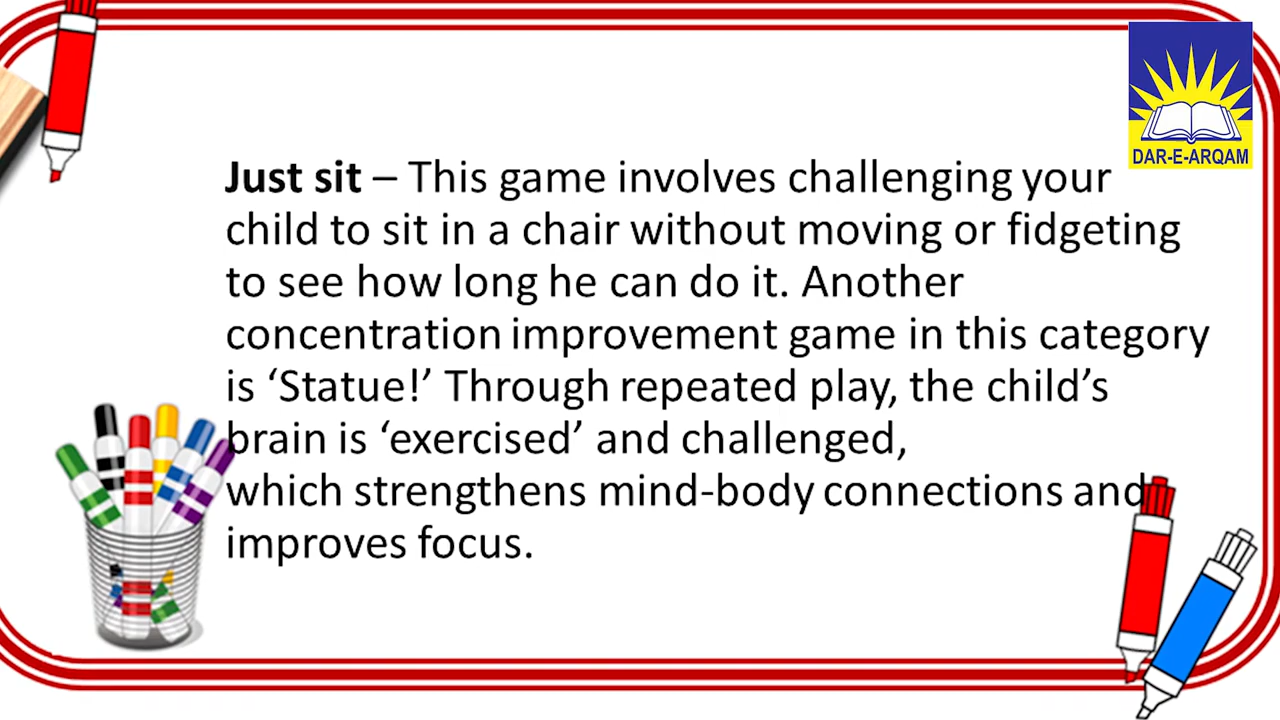 DAR-E-ARQAM
Just sit – This game involves challenging your
child to sit in a chair without moving or fidgeting
to see how long he can do it. Another
concentration improvement game in this category
is ‘Statue!’ Through repeated play, the child’s
brain is ‘exercised’ and challenged,
which strengthens mind-body connections and
improves focus.